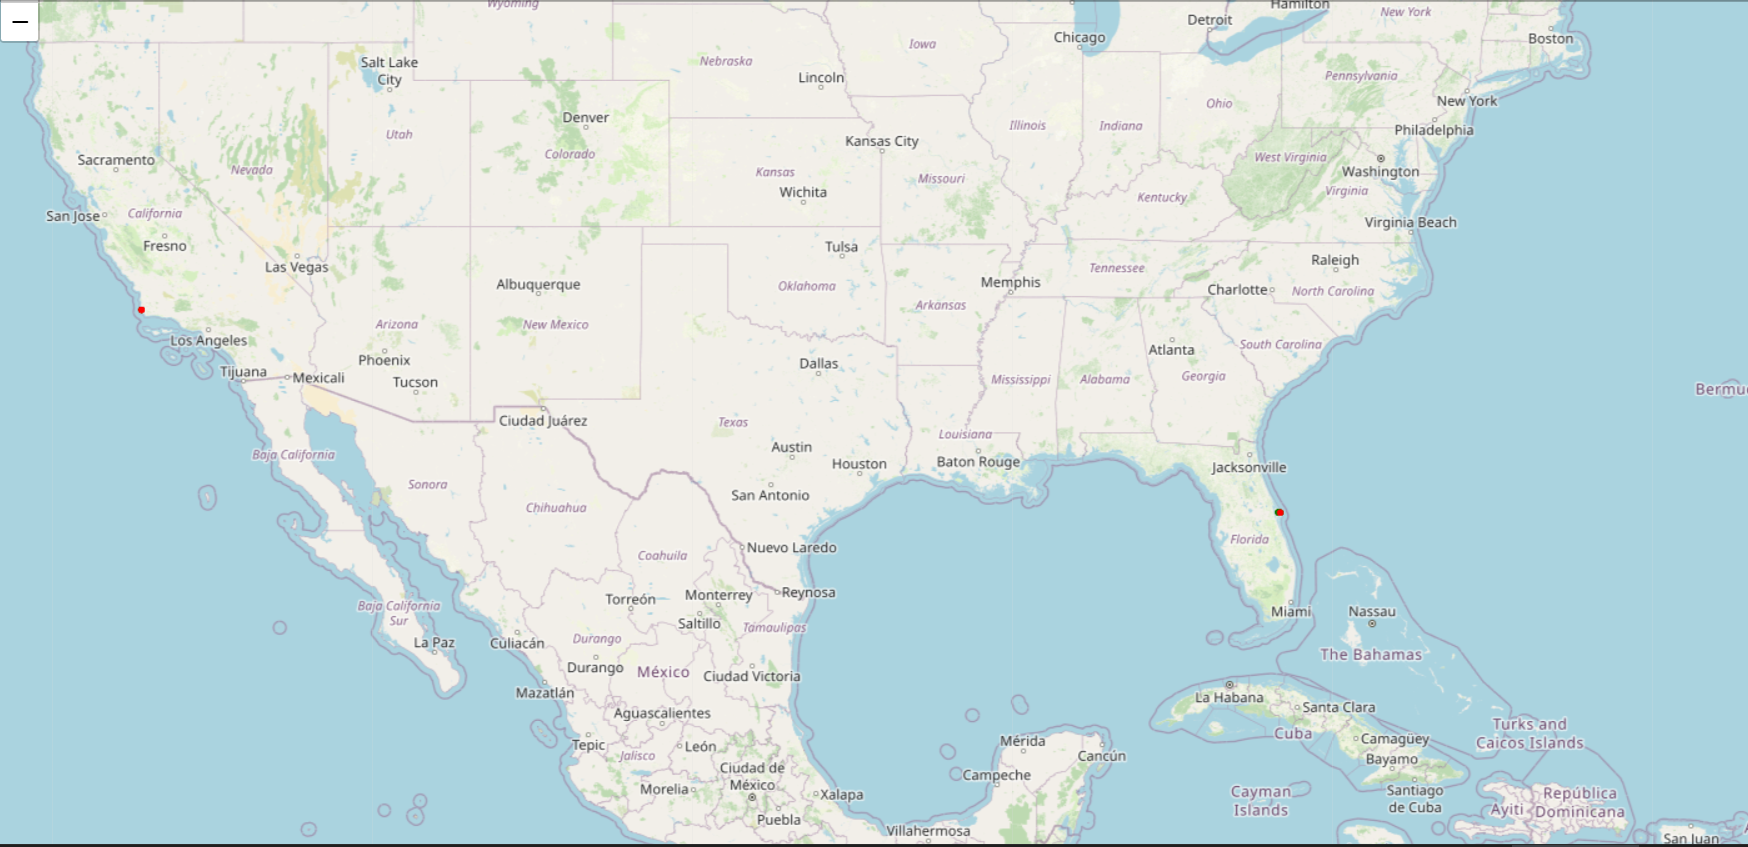 −
Wyoming
Hamilton
New York
Detroit
Chicago
Boston
Iowa
Salt Lake
City
Nebraska
Lincoln
Pennsylvania
New York
Ohio
Denver
Illinois
Indiana
Philadelphia
Utah
Kansas City
Colorado
Sacramento
West Virginia
Washington
Nevada
Kansas
Missouri
Virginia
Wichita
Kentucky
San Jose
California
Virginia Beach
Fresno
Tulsa
Raleigh
Las Vegas
Tennessee
Albuquerque
Oklahoma
Memphis
Charlotte
North Carolina
Arkansas
Arizona
New Mexico
Los Angeles
South Carolina
Atlanta
Phoenix
Dallas
Tijuana
Mexicali
Tucson
Mississippi
Alabama
Georgia
Bermu
Ciudad Juárez
Texas
Louisiana
Austin
Baja California
Houston
Baton Rouge
Jacksonville
Sonora
San Antonio
Chihuahua
Florida
Nuevo Laredo
Coahuila
Reynosa
Torreón
Monterrey
Baja California
Sur
Miami
Nassau
Saltillo
Tamaulipas
La Paz
Culiacán
Durango
The Bahamas
Durango
México
Ciudad Victoria
Mazatlán
La Habana
Santa Clara
Aguascalientes
Turks and
Caicos Islands
Cuba
Camagüey
Tepic
León
Mérida
Jalisco
Cancún
Bayamo
Ciudad de
México
Campeche
Morelia
Xalapa
Cayman
Islands
Santiago
de Cuba
República
Dominicana
Ayiti
Puebla
Villahermosa
San Juan